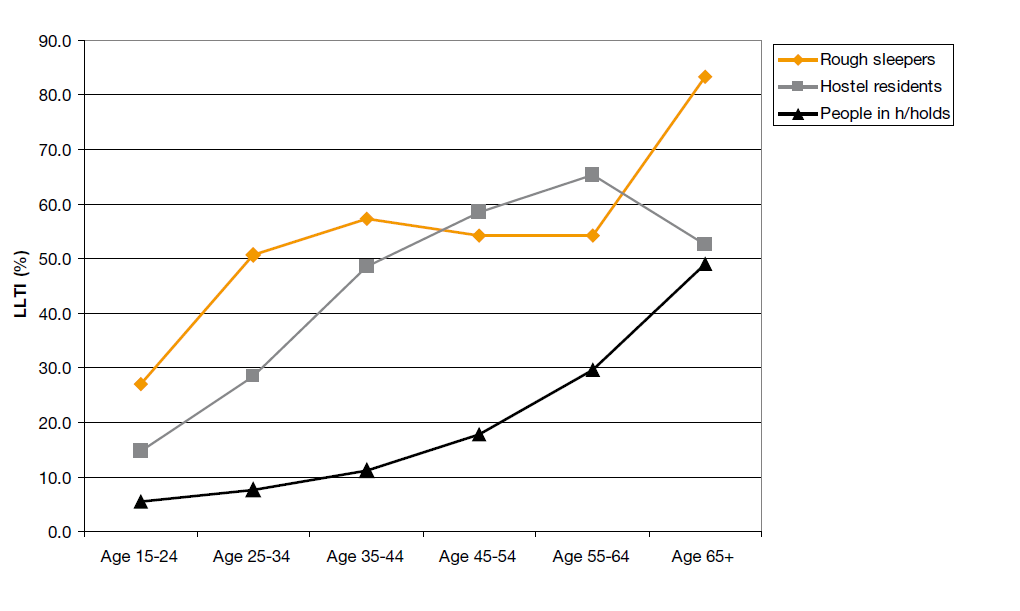 90.0
80.0
70.0
60.0
50.0
40.0
30.0
20.0
10.0
0.0
LLTI (%)
Age 15-24 Age 25-34 Age 35-44 Age 45-54 Age 55-64 Age 65+
Rough sleepers
Hostel residents
People in h/holds